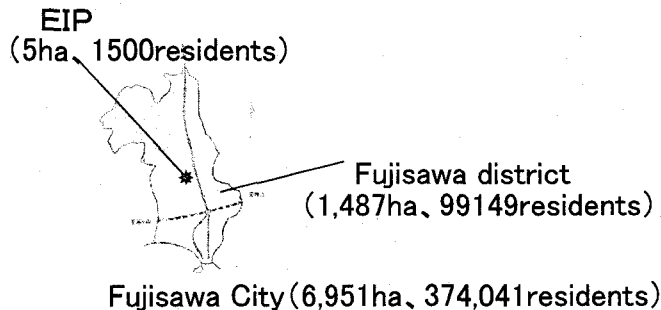 EIP
(5ha、1500residents)
Fujisawa district
(1,487ha、99149residents)
Fujisawa City(6,951ha、374,041residents)